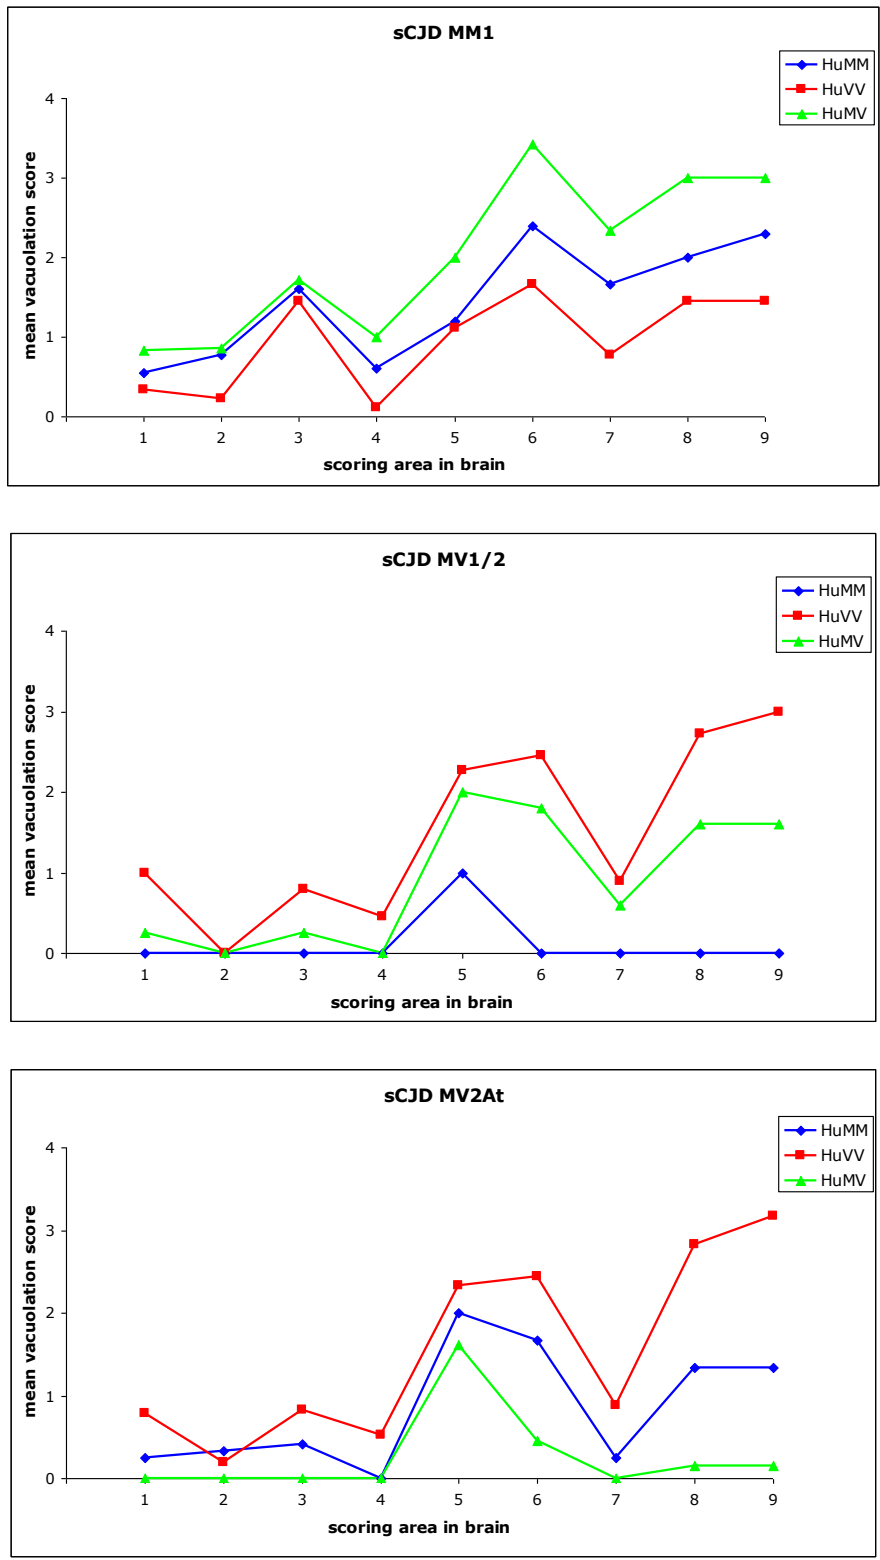 sCJD MM1
HuMM
HuVV
HuMV
mean vacuolation score
4
3
2
1
0
1 2 3 4 5 6 7 8 9
scoring area in brain
sCJD MV1/2
HuMM
HuVV
HuMV
mean vacuolation score
4
3
2
1
0
1 2 3 4 5 6 7 8 9
scoring area in brain
sCJD MV2At
HuMM
HuVV
HuMV
mean vacuolation score
4
3
2
1
0
1 2 3 4 5 6 7 8 9
scoring area in brain